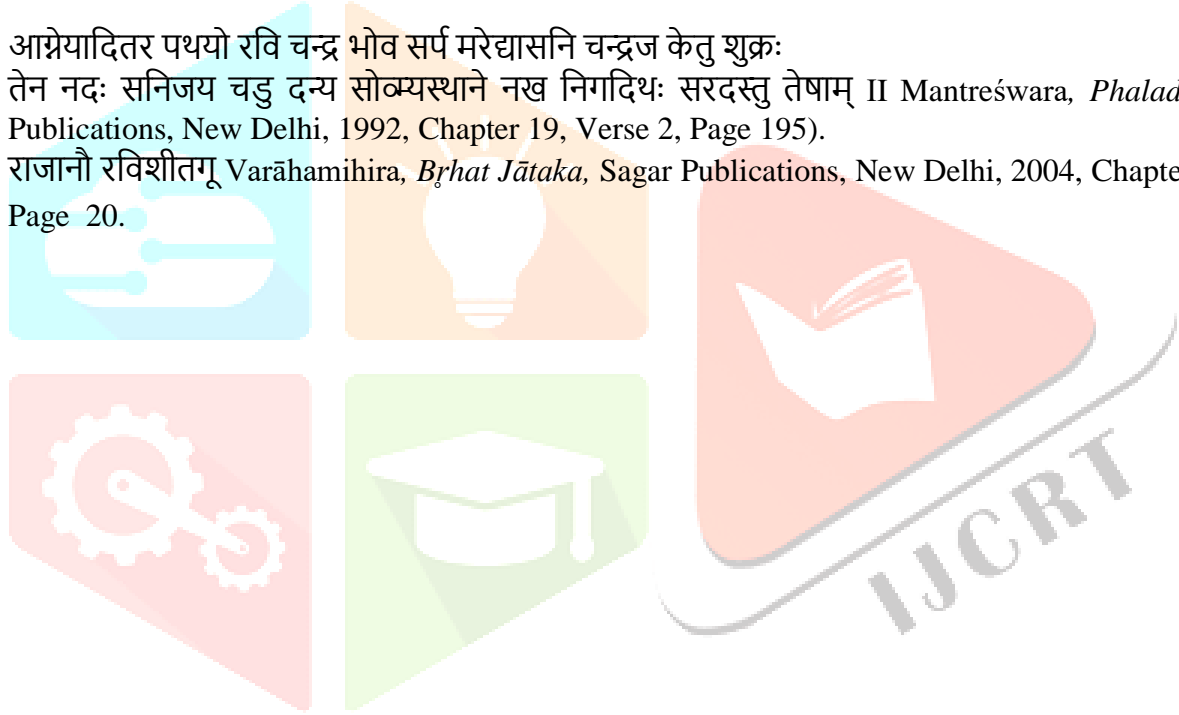 आग्नेयादितर पथयो रवि चन्द्र भोव सर्प मरेद्यासनि चन्द्रज केतु शुक्रः
तेन नदः सनिजय चडु दन्य सोव्म्यस्थाने नख निगदिथः सरदस्तु तेषाम् II Mantreśwara, Phalad
Publications, New Delhi, 1992, Chapter 19, Verse 2, Page 195).
राजानौ रविशीतगू Varāhamihira, Bṛhat Jātaka, Sagar Publications, New Delhi, 2004, Chapte
Page 20.
IJCRT